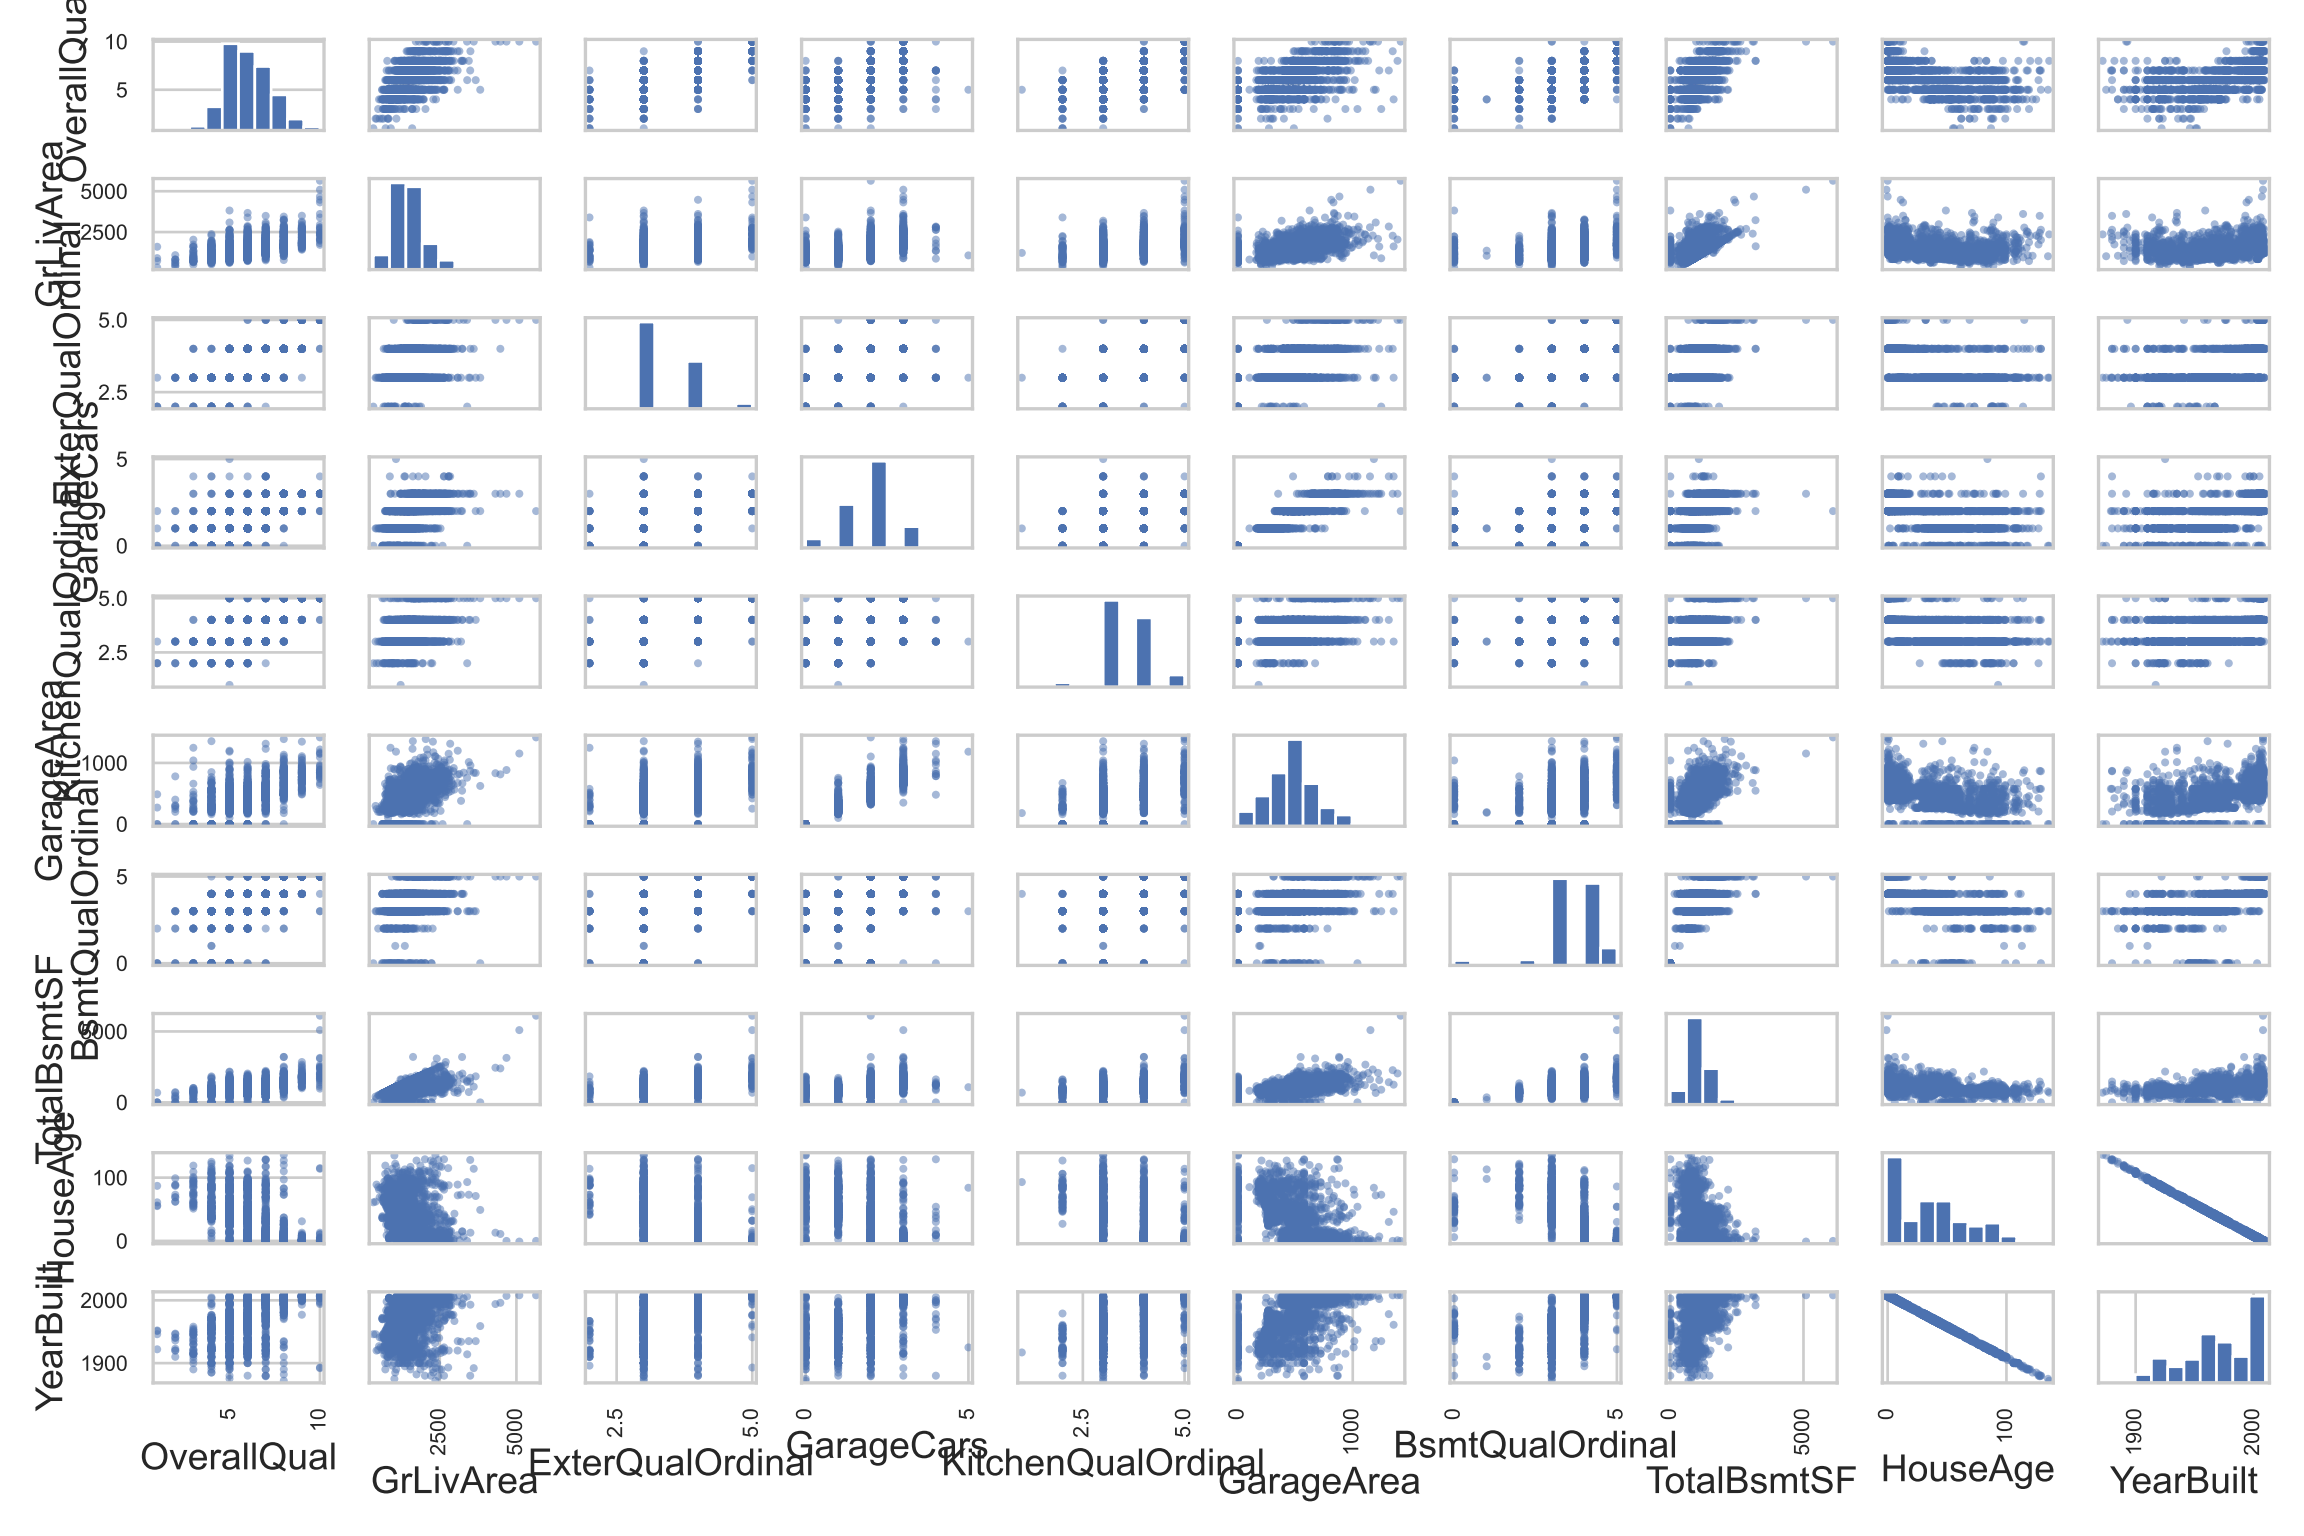 OverallQual
10
5
GrLivArea
5000
2500
ExterQualOrdinal
5.0
2.5
GarageCars
5
0
KitchenQualOrdinal
5.0
2.5
GarageArea
1000
0
BsmtQualOrdinal
5
0
TotalBsmtSF
5000
0
HouseAge
100
0
YearBuilt
2000
1900
5 10 2500 5000 2.5 5.0 0 5 2.5 5.0 0 1000 0 5 0 5000 0 100 1900 2000
OverallQual GrLivArea ExterQualOrdinal GarageCars KitchenQualOrdinal GarageArea BsmtQualOrdinal TotalBsmtSF HouseAge YearBuilt